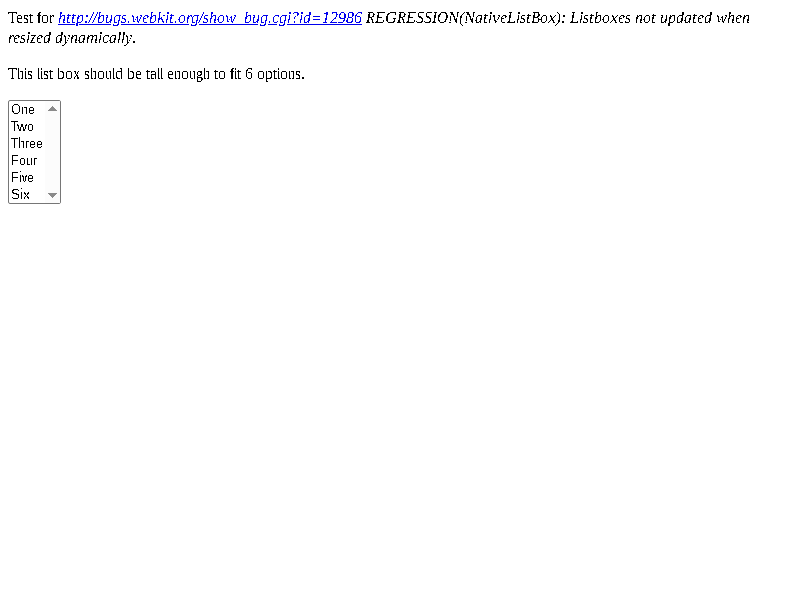 Test for http://bugs.webkit.org/show_bug.cgi?id=12986 REGRESSION(NativeListBox): Listboxes not updated when
resized dynamically.
This list box should be tall enough to fit 6 options.
One
Two
Three
Four
Five
Six